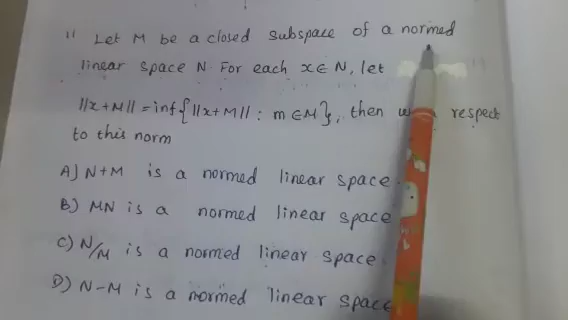 11 Let M be a closed subspace of a normed
linear space N For each x∈N, let
||x+M|| = inf{||x+M|| : m∈M}, then w respect
to this norm
A) N+M is a normed linear space.
B) MN is a normed linear space
C) N/M is a normed linear space.
D) N-M is a normed linear space